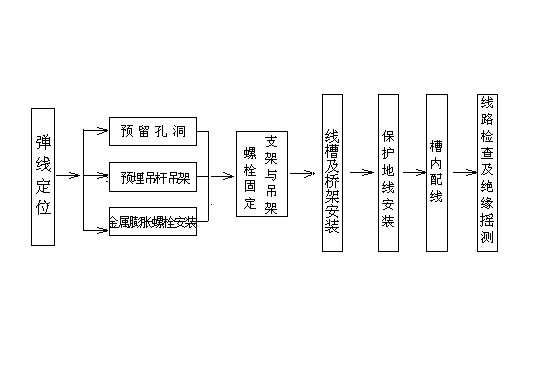 弹线定位
预留孔洞
预埋吊杆吊架
金属膨胀螺栓安装
支架与吊架
螺栓固定
线槽及桥架安装
保护地线安装
槽内配线
线路检查及绝缘摇测